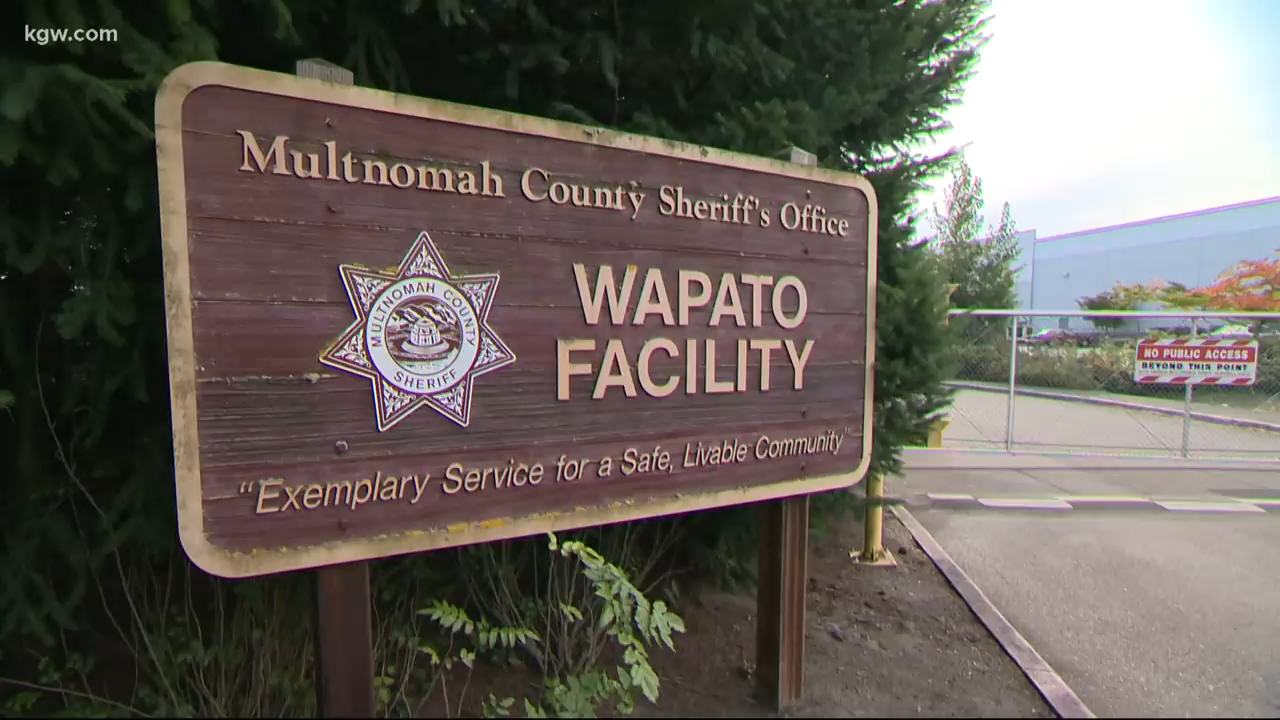 kgw.com
Multnomah County Sheriff's Office
MULTNOMAH COUNTY
SHERIFF
WAPATO
FACILITY
"Exemplary Service for a Safe, Livable Community"
NO PUBLIC ACCESS
BEYOND THIS POINT